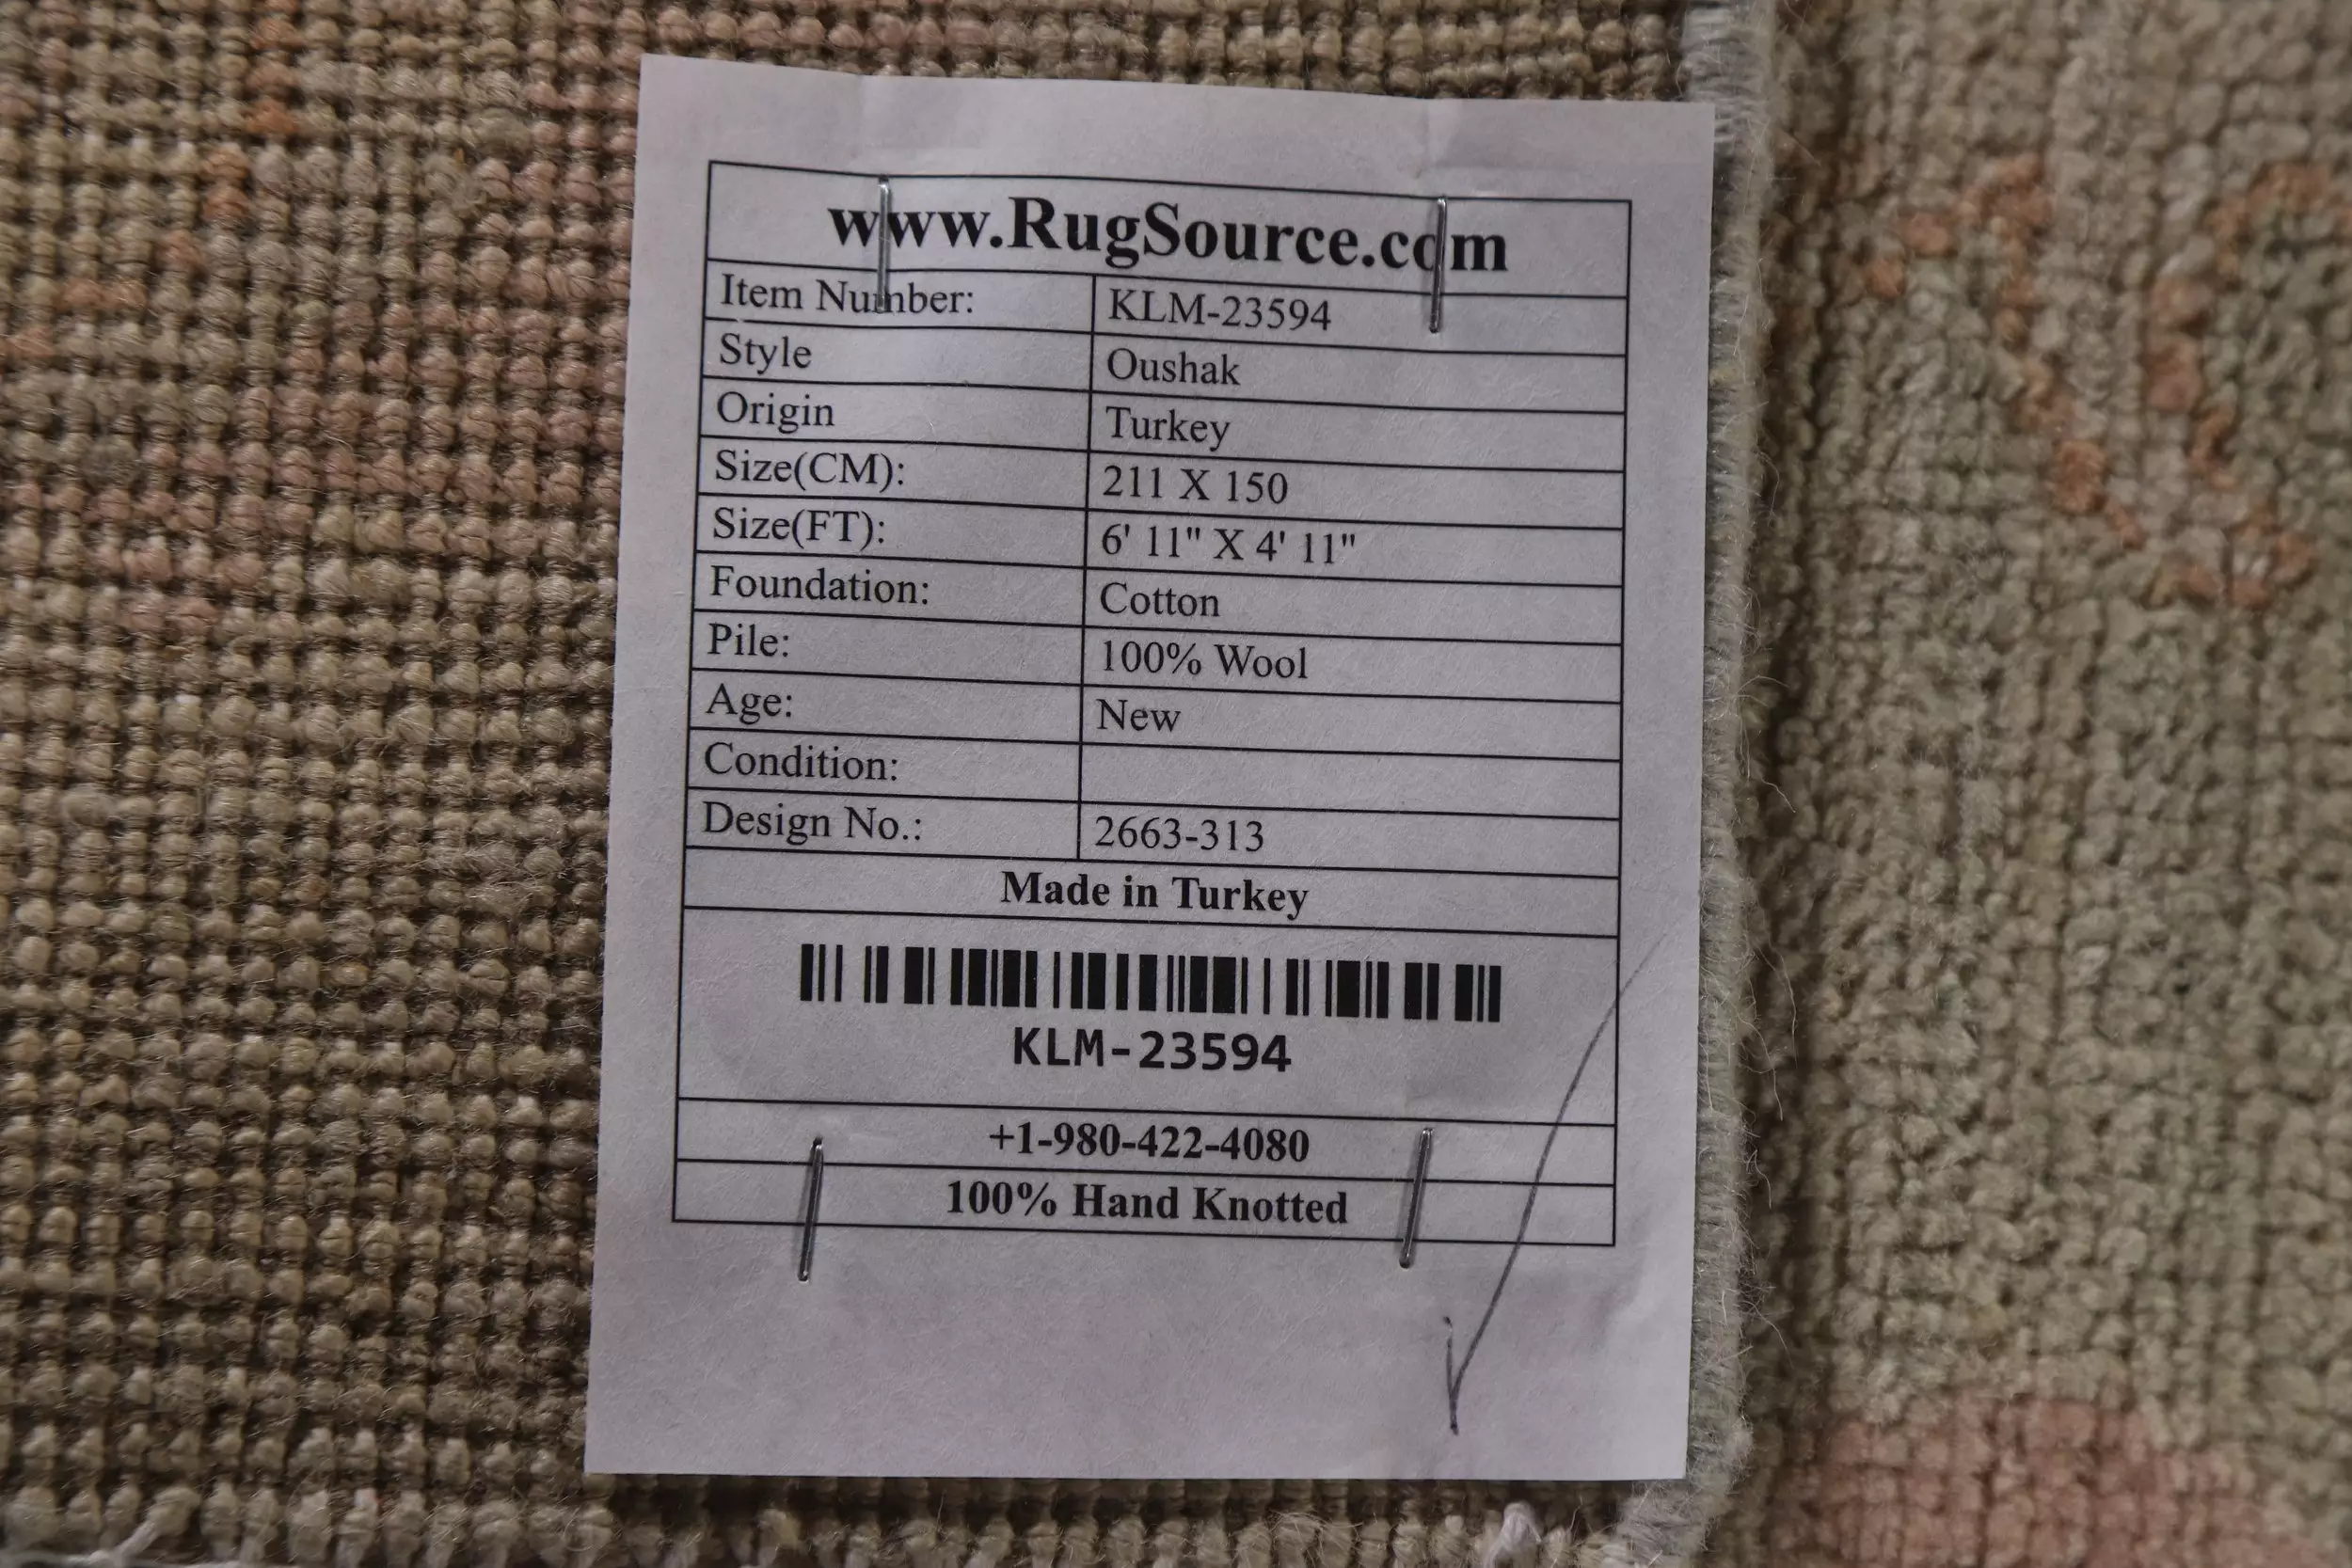 www.RugSource.com
Item Number: KLM-23594
Style Oushak
Origin Turkey
Size(CM): 211 X 150
Size(FT): 6' 11" X 4' 11"
Foundation: Cotton
Pile: 100% Wool
Age: New
Condition:
Design No.: 2663-313
Made in Turkey
KLM-23594
+1-980-422-4080
100% Hand Knotted